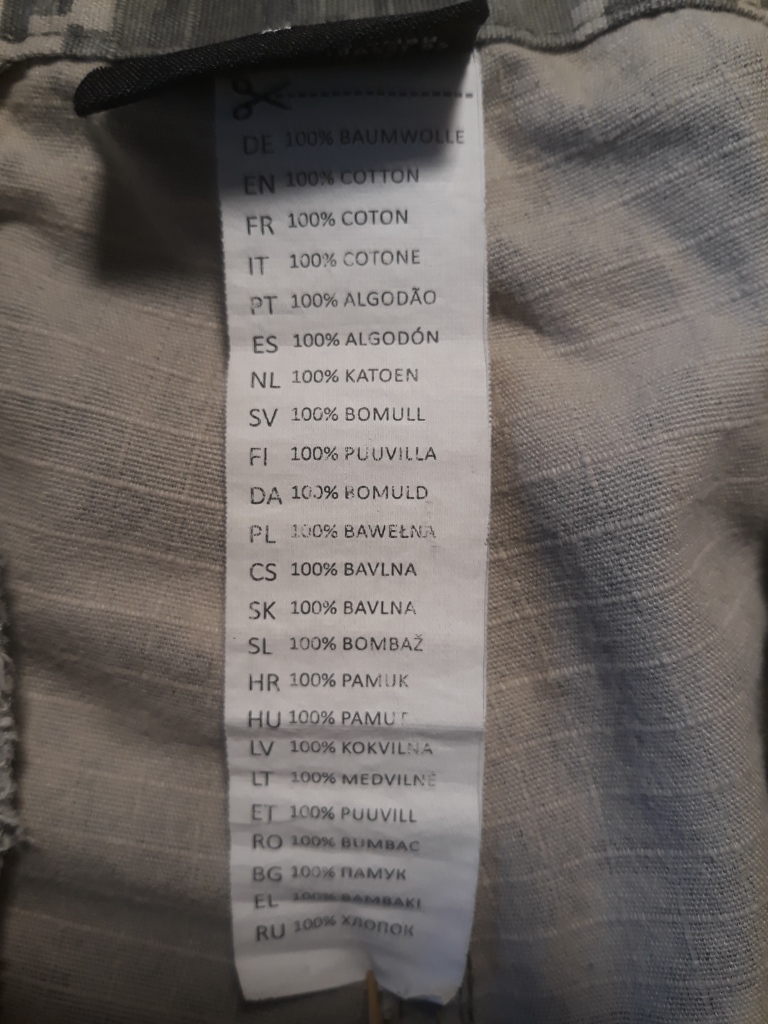 DE 100% BAUMWOLLE
EN 100% COTTON
FR 100% COTON
IT 100% COTONE
PT 100% ALGODÃO
ES 100% ALGODÓN
NL 100% KATOEN
SV 100% BOMULL
FI 100% PUUVILLA
DA 100% BOMULD
PL 100% BAWEŁNA
CS 100% BAVLNA
SK 100% BAVLNA
SL 100% BOMBAŽ
HR 100% PAMUK
HU 100% PAMUT
LV 100% KOKVILNA
LT 100% MEDVILNĖ
ET 100% PUUVILL
RO 100% BUMBAC
BG 100% ПАМУК
EL 100% BAMBAKI
RU 100% ХЛОПОК